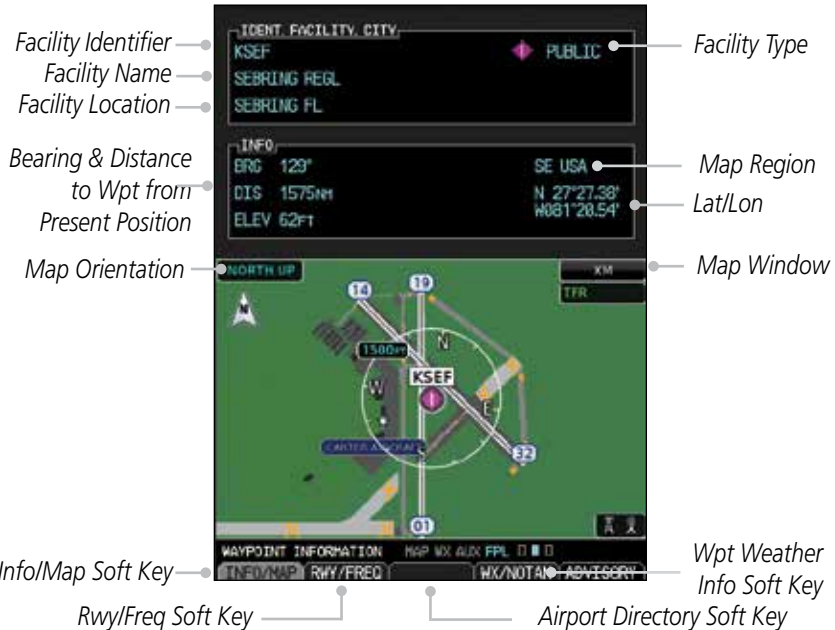 Facility Identifier
Facility Name
Facility Location
IDENT, FACILITY, CITY
KSEF
PUBLIC
SEBRING REGL
SEBRING FL
Facility Type
Bearing & Distance
to Wpt from
Present Position
INFO
BRG 129°
DIS 1575NM
ELEV 62FT
SE USA
N 27°27.38'
W081°20.54'
Map Region
Lat/Lon
Map Orientation
NORTH UP
XM
TFR
Map Window
N
14
19
1500FT
N
KSEF
W
E
CARTER AIRCRAFT
S
32
01
WAYPOINT INFORMATION MAP WX AUX FPL
INFO/MAP RWY/FREQ WX/NOTAM ADVISORY
Info/Map Soft Key
Rwy/Freq Soft Key
Airport Directory Soft Key
Wpt Weather
Info Soft Key